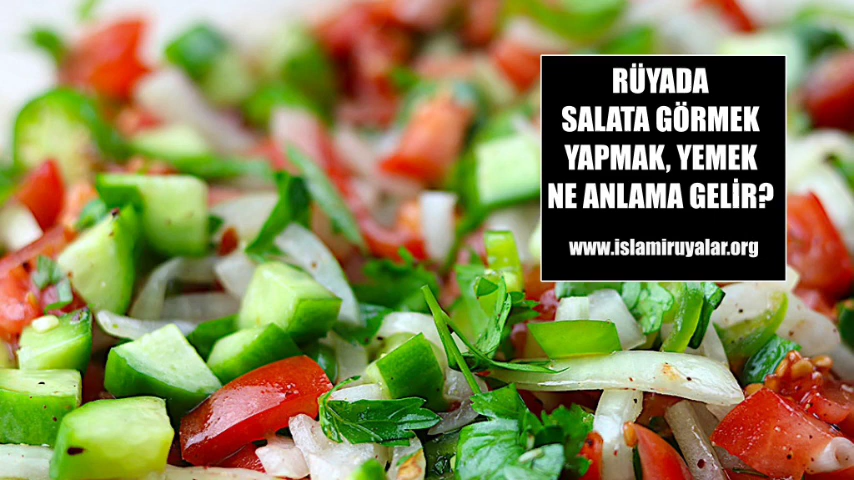 RÜYADA
SALATA GÖRMEK
YAPMAK, YEMEK
NE ANLAMA GELİR?
www.islamiruyalar.org